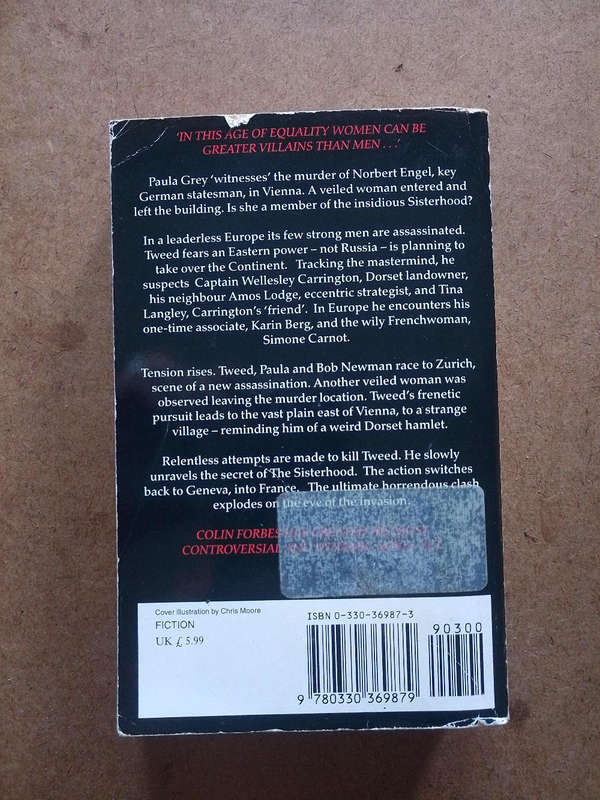 'IN THIS AGE OF EQUALITY WOMEN CAN BE
GREATER VILLAINS THAN MEN . . .'
Paula Grey 'witnesses' the murder of Norbert Engel, key
German statesman, in Vienna. A veiled woman entered and
left the building. Is she a member of the insidious Sisterhood?
In a leaderless Europe its few strong men are assassinated.
Tweed fears an Eastern power – not Russia – is planning to
take over the Continent. Tracking the mastermind, he
suspects Captain Wellesley Carrington, Dorset landowner,
his neighbour Amos Lodge, eccentric strategist, and Tina
Langley, Carrington's 'friend'. In Europe he encounters his
one-time associate, Karin Berg, and the wily Frenchwoman,
Simone Carnot.
Tension rises. Tweed, Paula and Bob Newman race to Zurich,
scene of a new assassination. Another veiled woman was
observed leaving the murder location. Tweed's frenetic
pursuit leads to the vast plain east of Vienna, to a strange
village – reminding him of a weird Dorset hamlet.
Relentless attempts are made to kill Tweed. He slowly
unravels the secret of The Sisterhood. The action switches
back to Geneva, into France. The ultimate horrendous clash
explodes on the eve of the invasion.
COLIN FORBES
CONTROVERSIAL
Cover illustration by Chris Moore
FICTION
UK £ 5.99
ISBN 0-330-36987-3
90300
9 780330 369879